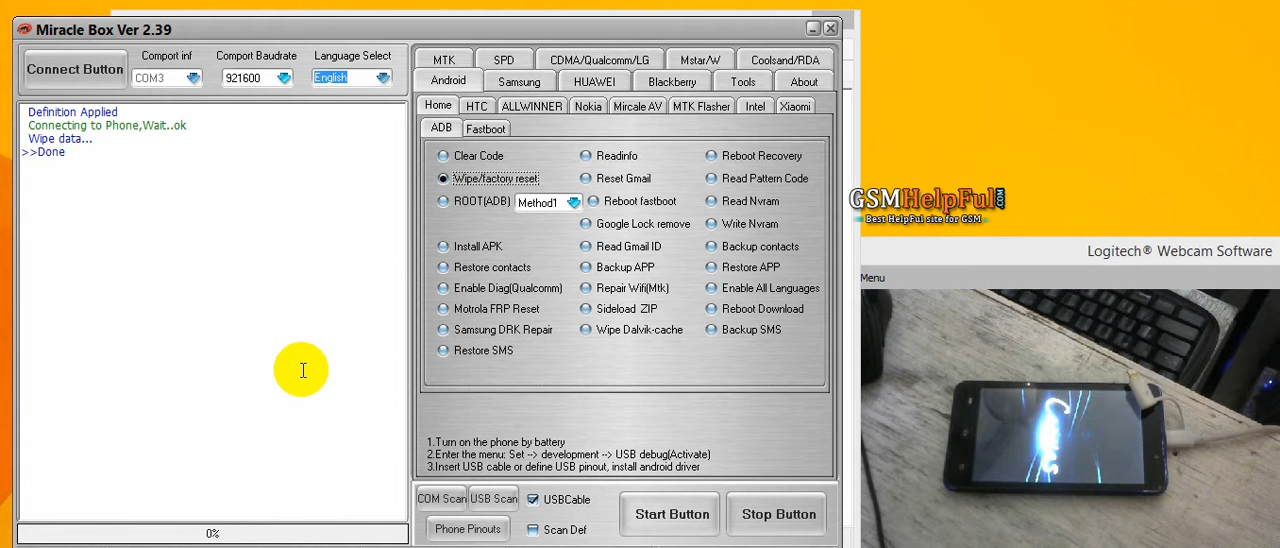 Miracle Box Ver 2.39
Connect Button
Comport inf
Comport Baudrate
Language Select
COM3
921600
English
Definition Applied
Connecting to Phone,Wait..ok
Wipe data...
>>Done
0%
MTK
SPD
CDMA/Qualcomm/LG
Mstar/W
Coolsand/RDA
Android
Samsung
HUAWEI
Blackberry
Tools
About
Home
HTC
ALLWINNER
Nokia
Mircale AV
MTK Flasher
Intel
Xiaomi
ADB
Fastboot
Clear Code
Readinfo
Reboot Recovery
Wipe/factory reset
Reset Gmail
Read Pattern Code
ROOT(ADB)
Method1
Reboot fastboot
Read Nvram
Google Lock remove
Write Nvram
Install APK
Read Gmail ID
Backup contacts
Restore contacts
Backup APP
Restore APP
Enable Diag(Qualcomm)
Repair Wifi(Mtk)
Enable All Languages
Motrola FRP Reset
Sideload ZIP
Reboot Download
Samsung DRK Repair
Wipe Dalvik-cache
Backup SMS
Restore SMS
1.Turn on the phone by battery
2.Enter the menu: Set --> development --> USB debug(Activate)
3.Insert USB cable or define USB pinout, install android driver
COM Scan
USB Scan
USBCable
Start Button
Stop Button
Phone Pinouts
Scan Def
GSMHelpFul.COM
Best HelpFul site for GSM
Logitech® Webcam Software
Menu